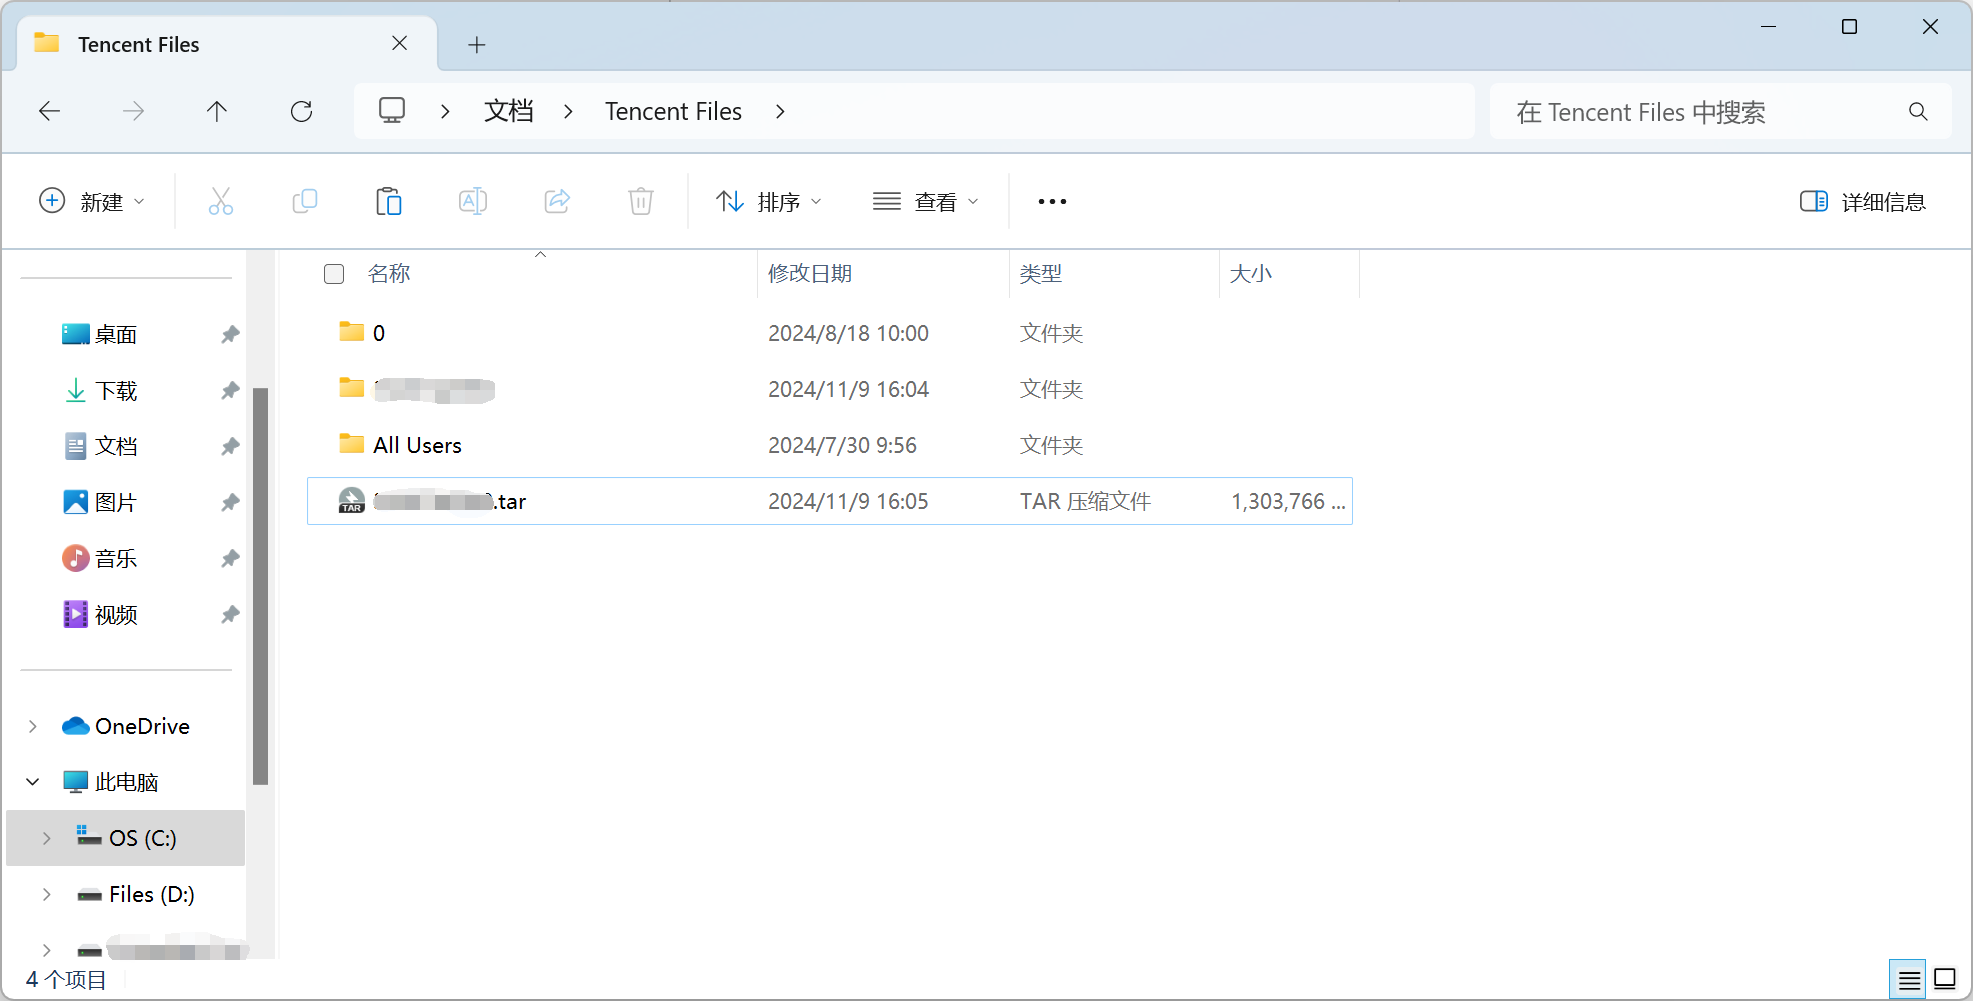 Tencent Files
文档 Tencent Files
在 Tencent Files 中搜索
新建 排序 查看 详细信息
名称 修改日期 类型 大小
0 2024/8/18 10:00 文件夹
2024/11/9 16:04 文件夹
All Users 2024/7/30 9:56 文件夹
.tar 2024/11/9 16:05 TAR 压缩文件 1,303,766 ...
TAR
桌面
下载
文档
图片
音乐
视频
OneDrive
此电脑
OS (C:)
Files (D:)
4 个项目